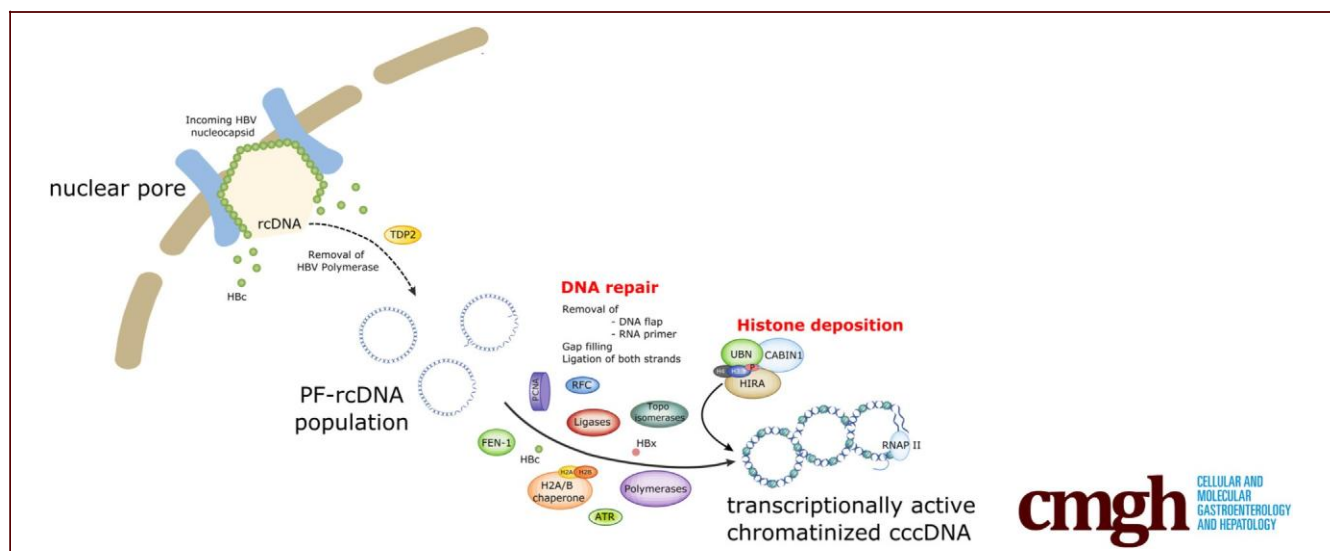 Incoming HBV
nucleocapsid
nuclear pore
rcDNA
TDP2
Removal of
HBV Polymerase
HBc
DNA repair
Removal of
- DNA flap
- RNA primer
Gap filling
Ligation of both strands
Histone deposition
UBN
CABIN1
P
HIRA
PF-rcDNA
population
PCNA
RFC
Ligases
Topo
isomerases
FEN-1
HBc
HBx
H2A
H2B
H2A/B
chaperone
Polymerases
ATR
RNAP II
transcriptionally active
chromatinized cccDNA
cmgh
CELLULAR AND
MOLECULAR
GASTROENTEROLOGY
AND HEPATOLOGY